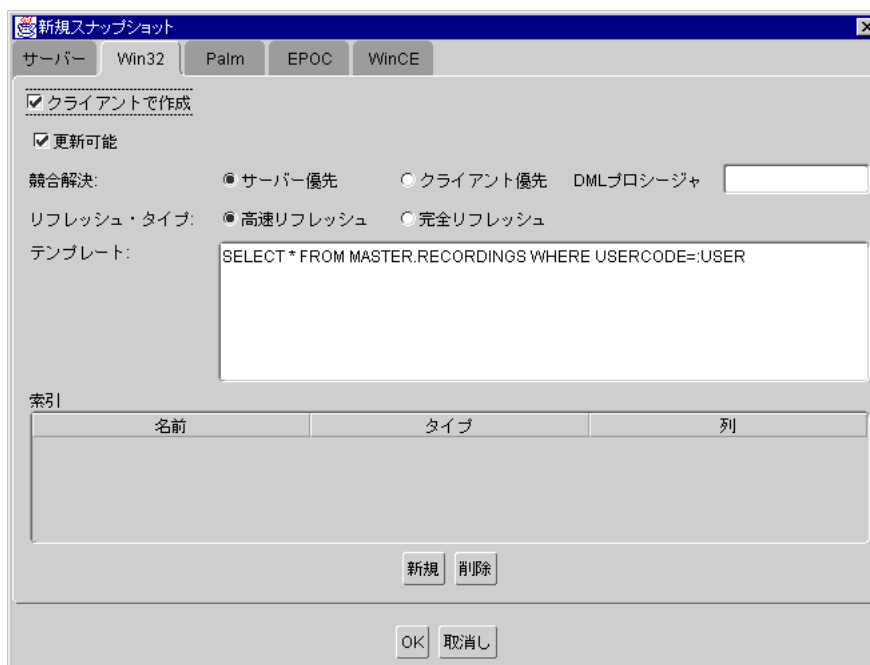 新規スナップショット
サーバー Win32 Palm EPOC WinCE
クライアントで作成
更新可能
競合解決: サーバー優先 クライアント優先 DMLプロシージャ
リフレッシュ・タイプ: 高速リフレッシュ 完全リフレッシュ
テンプレート: SELECT * FROM MASTER.RECORDINGS WHERE USERCODE=:USER
索引
名前 タイプ 列
新規 削除
OK 取消し